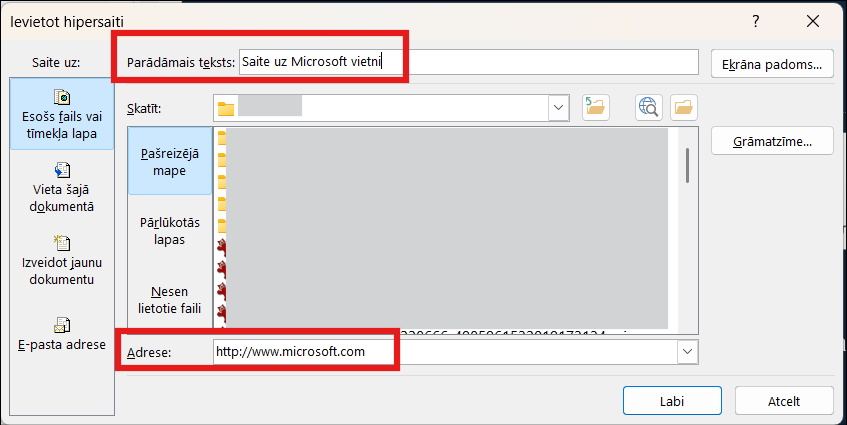 Ievietot hipersaiti
Saite uz:
Parādāmais teksts: Saite uz Microsoft vietni
Ekrāna padoms...
Esošs fails vai
tīmekļa lapa
Skatīt:
Grāmatzīme...
Pašreizējā
mape
Vieta šajā
dokumentā
Pārlūkotās
lapas
Izveidot jaunu
dokumentu
Nesen
lietotie faili
E-pasta adrese
Adrese: http://www.microsoft.com
Labi
Atcelt